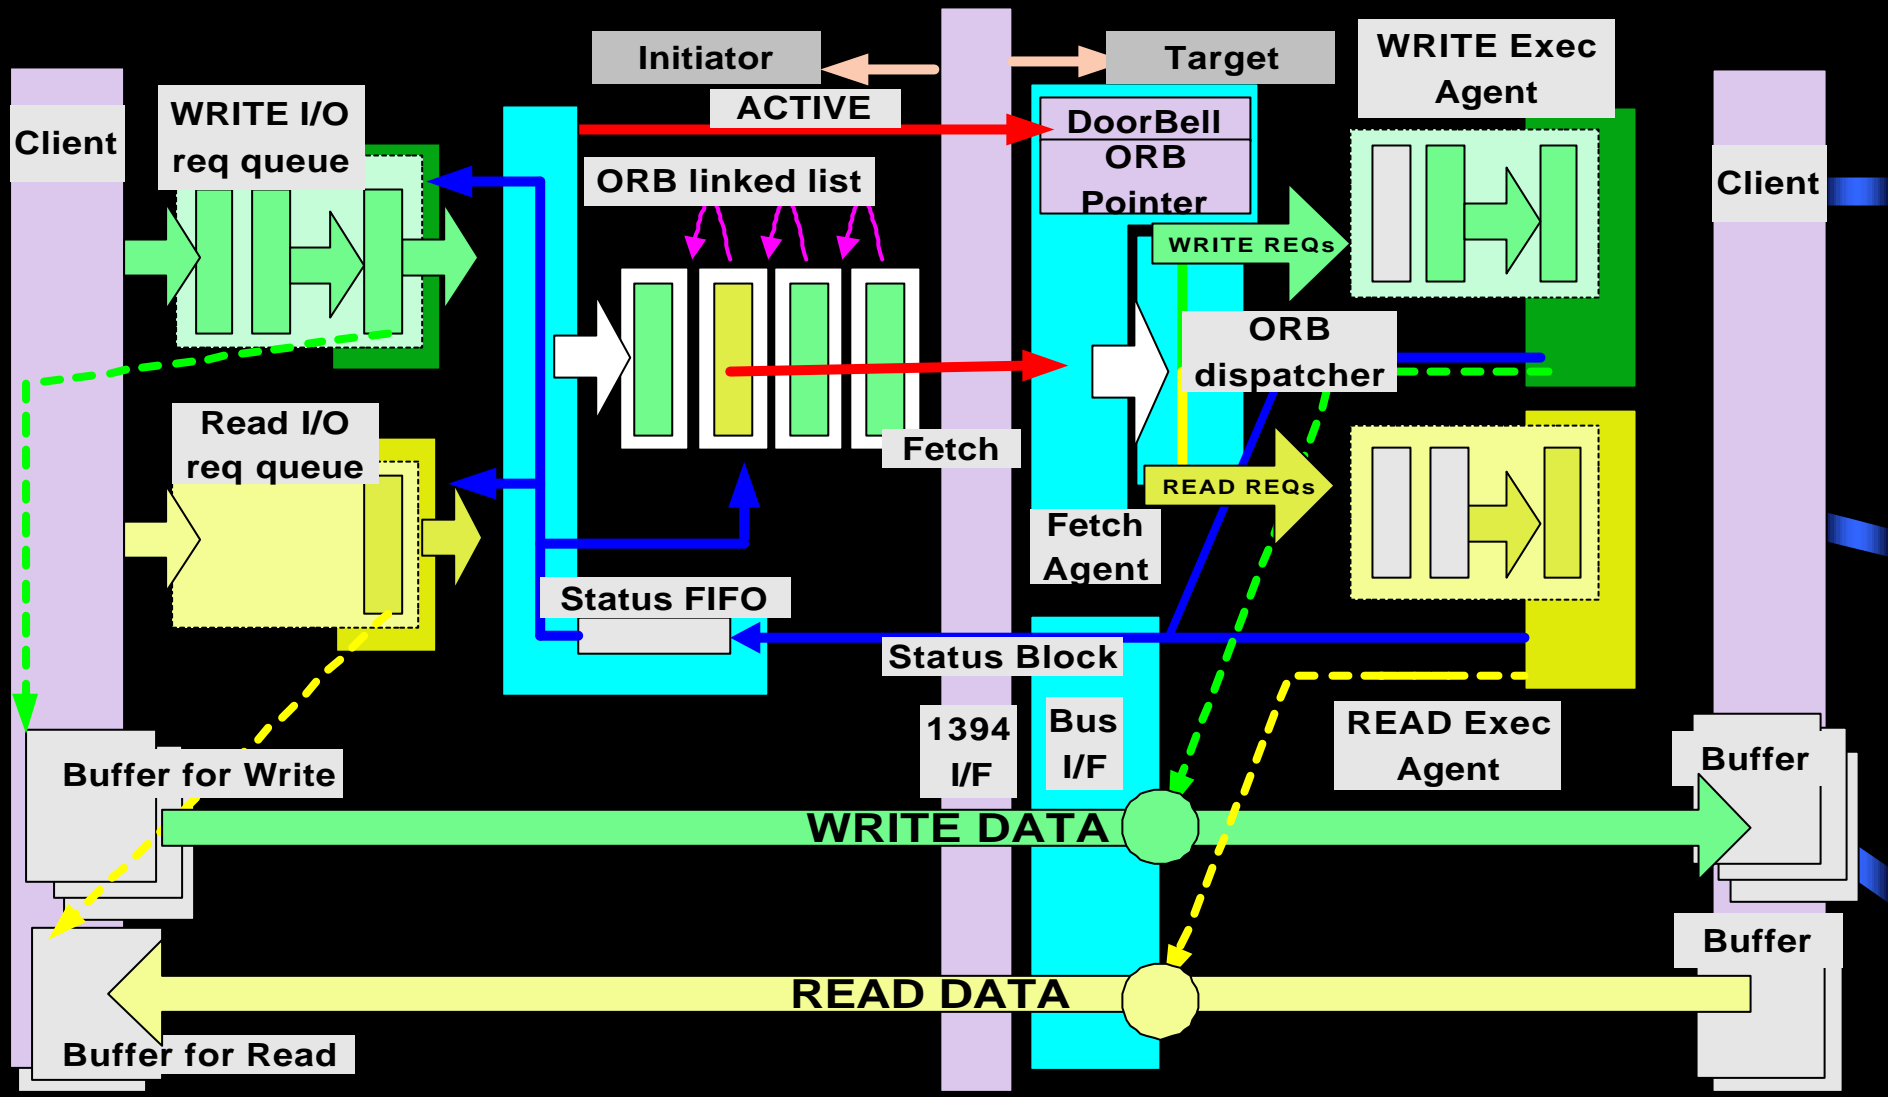 Initiator
Target
WRITE Exec
Agent
Client
WRITE I/O
req queue
ACTIVE
DoorBell
ORB
Pointer
ORB linked list
Client
WRITE REQs
ORB
dispatcher
Read I/O
req queue
Fetch
READ REQs
Fetch
Agent
Status FIFO
Status Block
1394
I/F
Bus
I/F
READ Exec
Agent
Buffer for Write
Buffer
WRITE DATA
Buffer
READ DATA
Buffer for Read